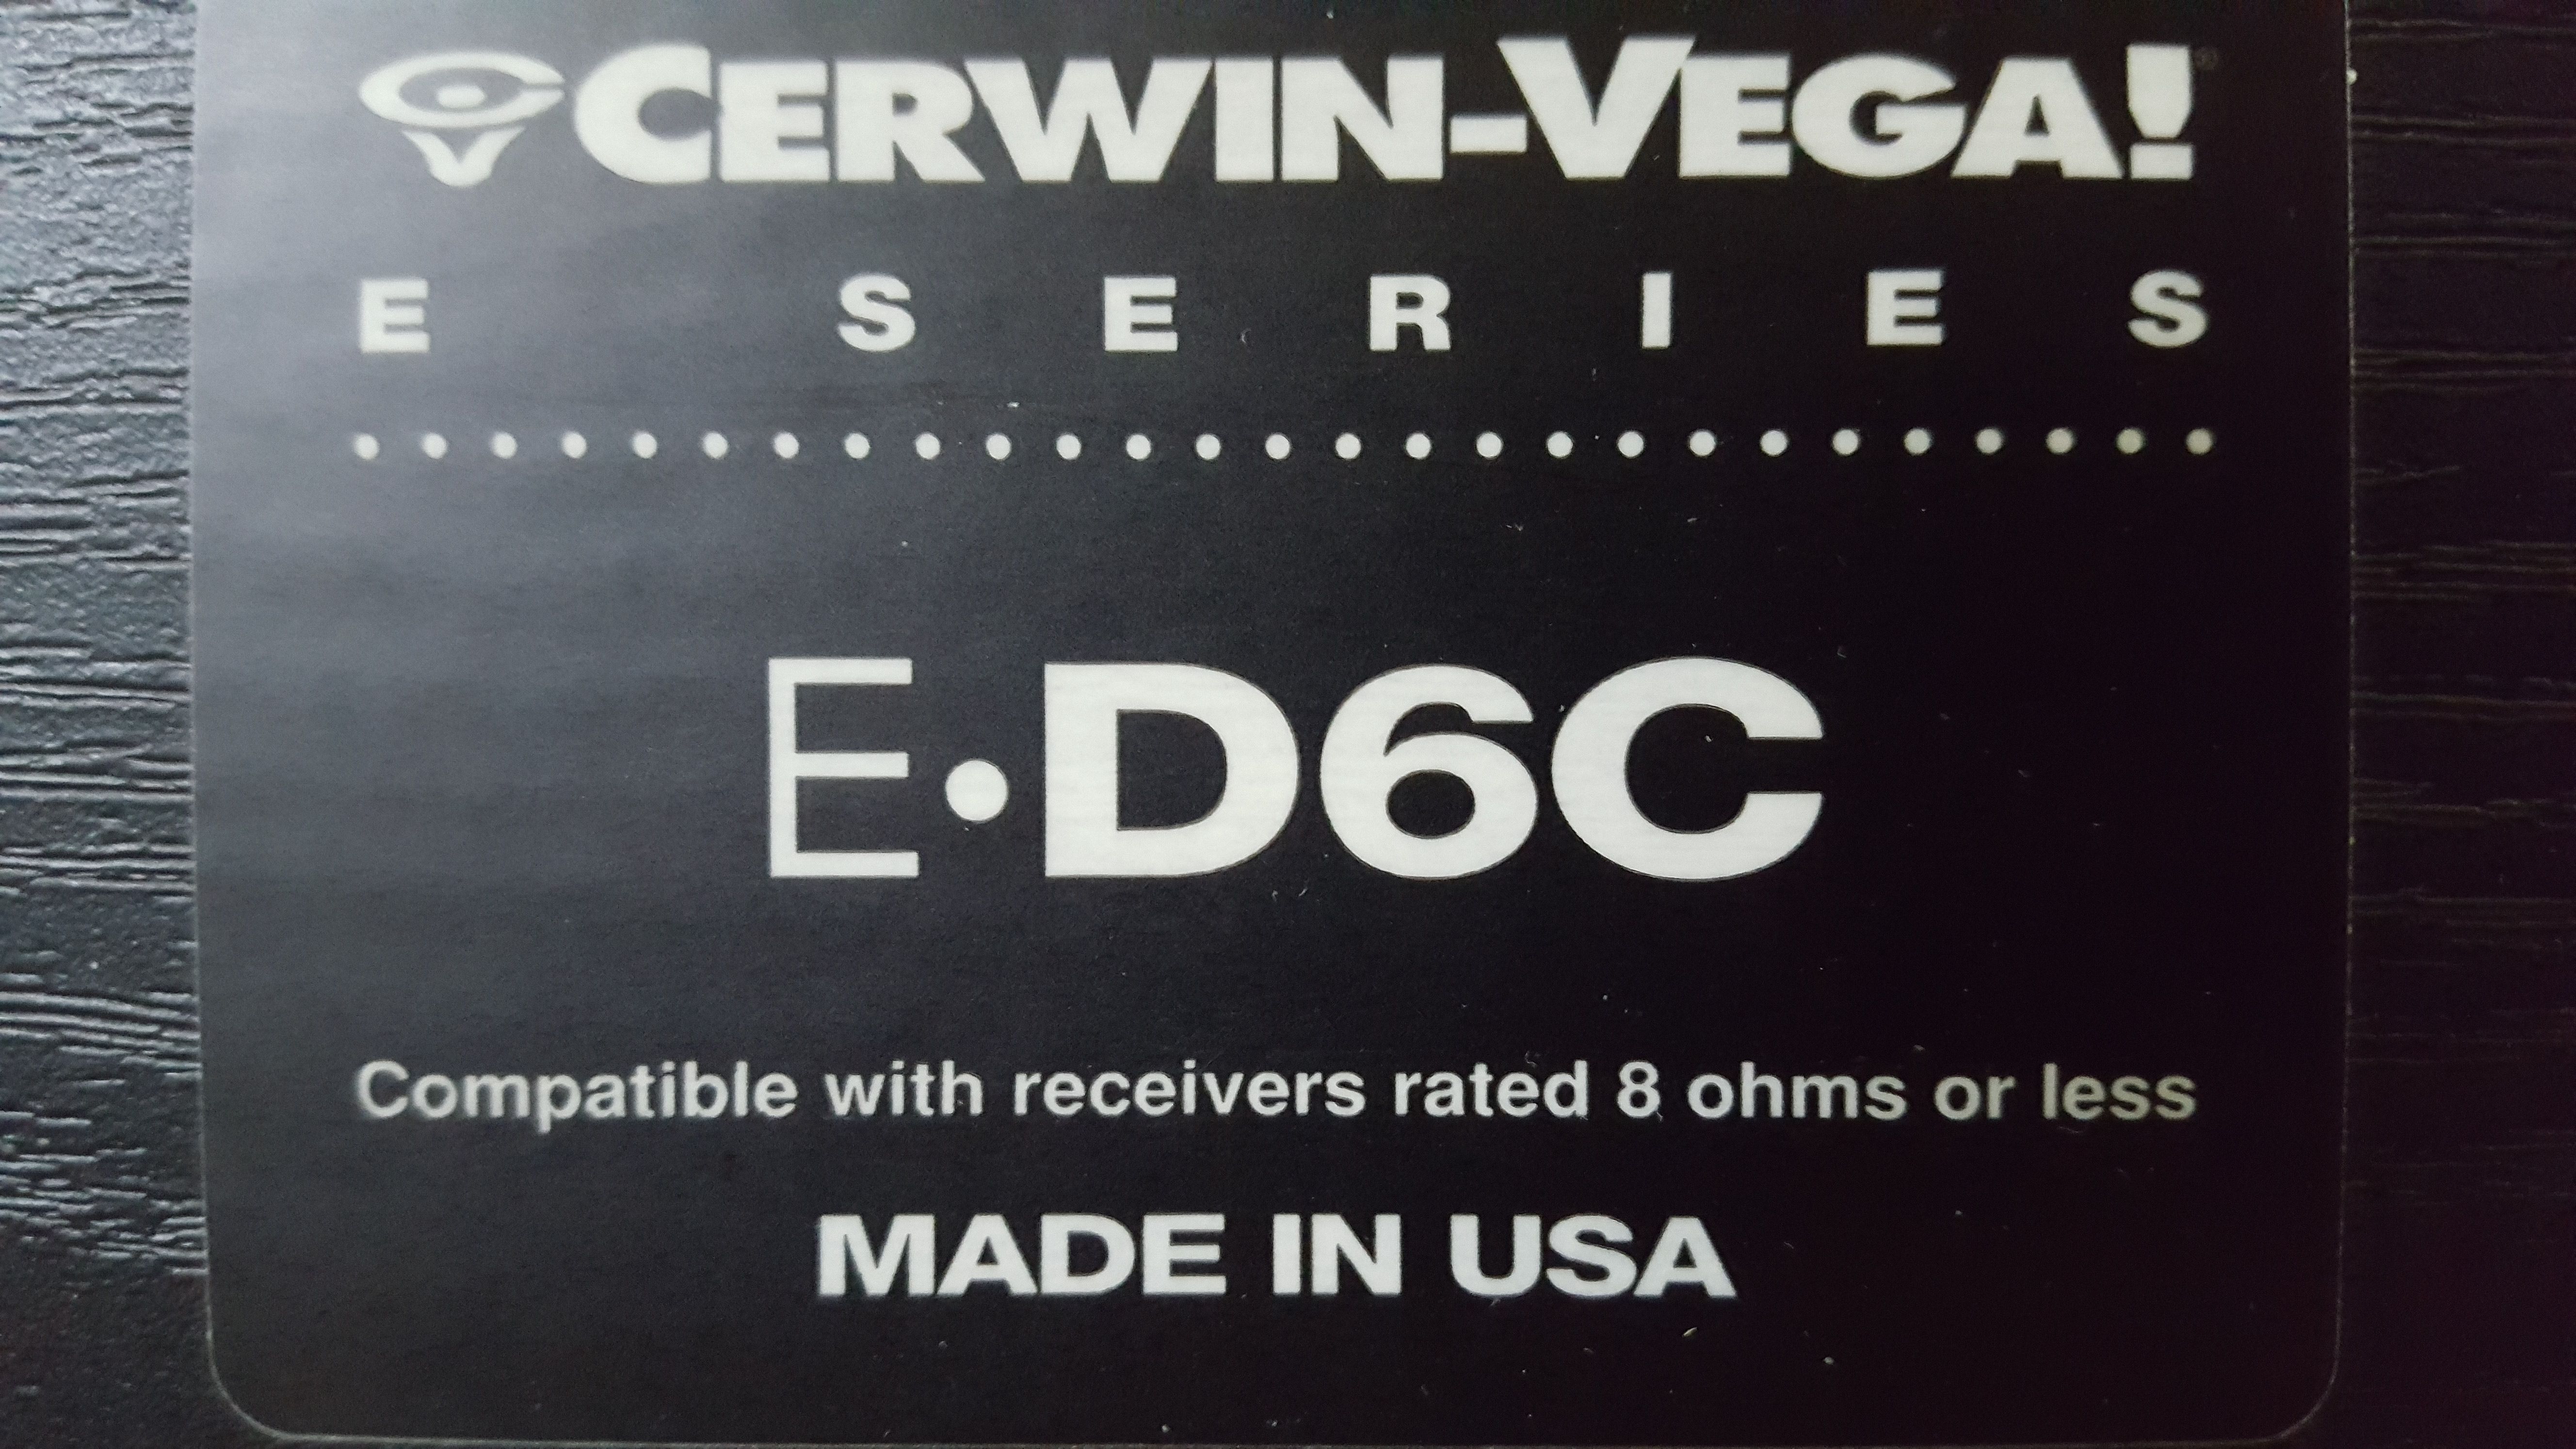 CERWIN-VEGA!®
E SERIES
E·D6C
Compatible with receivers rated 8 ohms or less
MADE IN USA